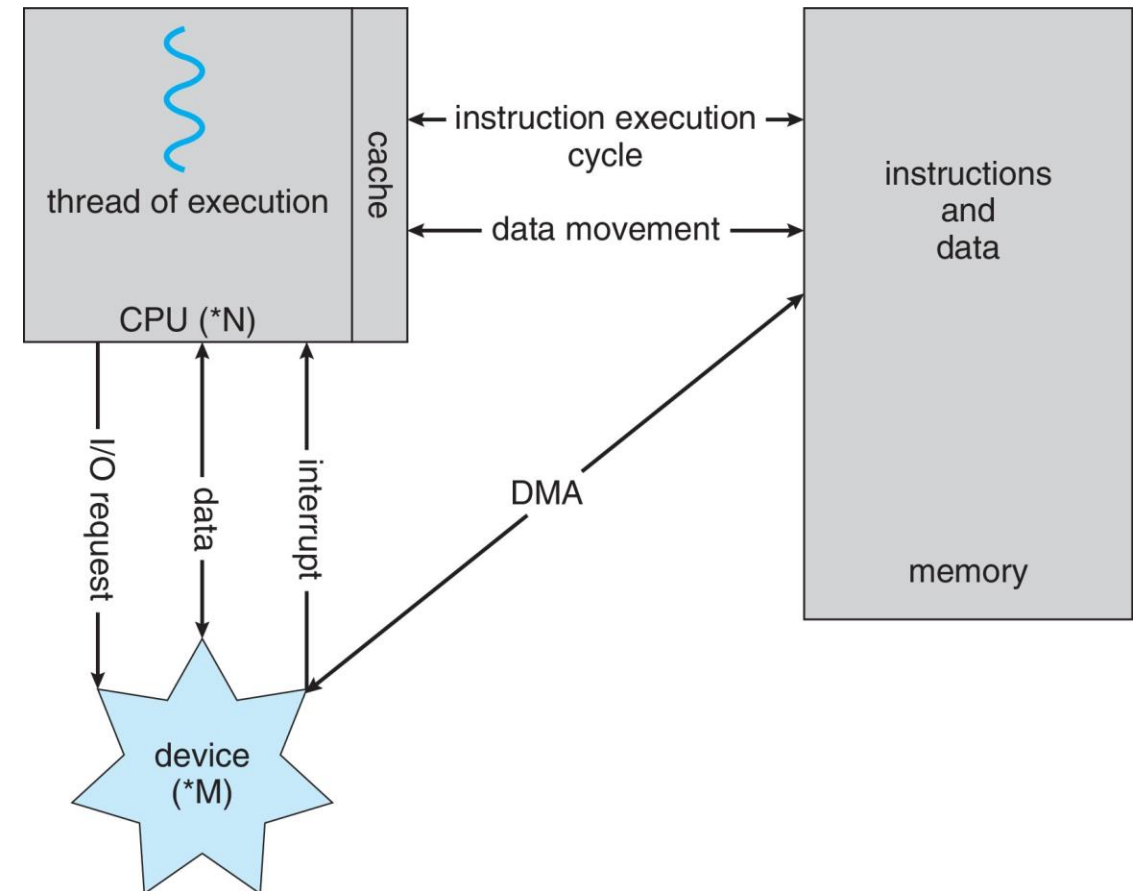 thread of execution
cache
CPU (*N)
instruction execution
cycle
data movement
instructions
and
data
memory
I/O request
data
interrupt
DMA
device
(*M)